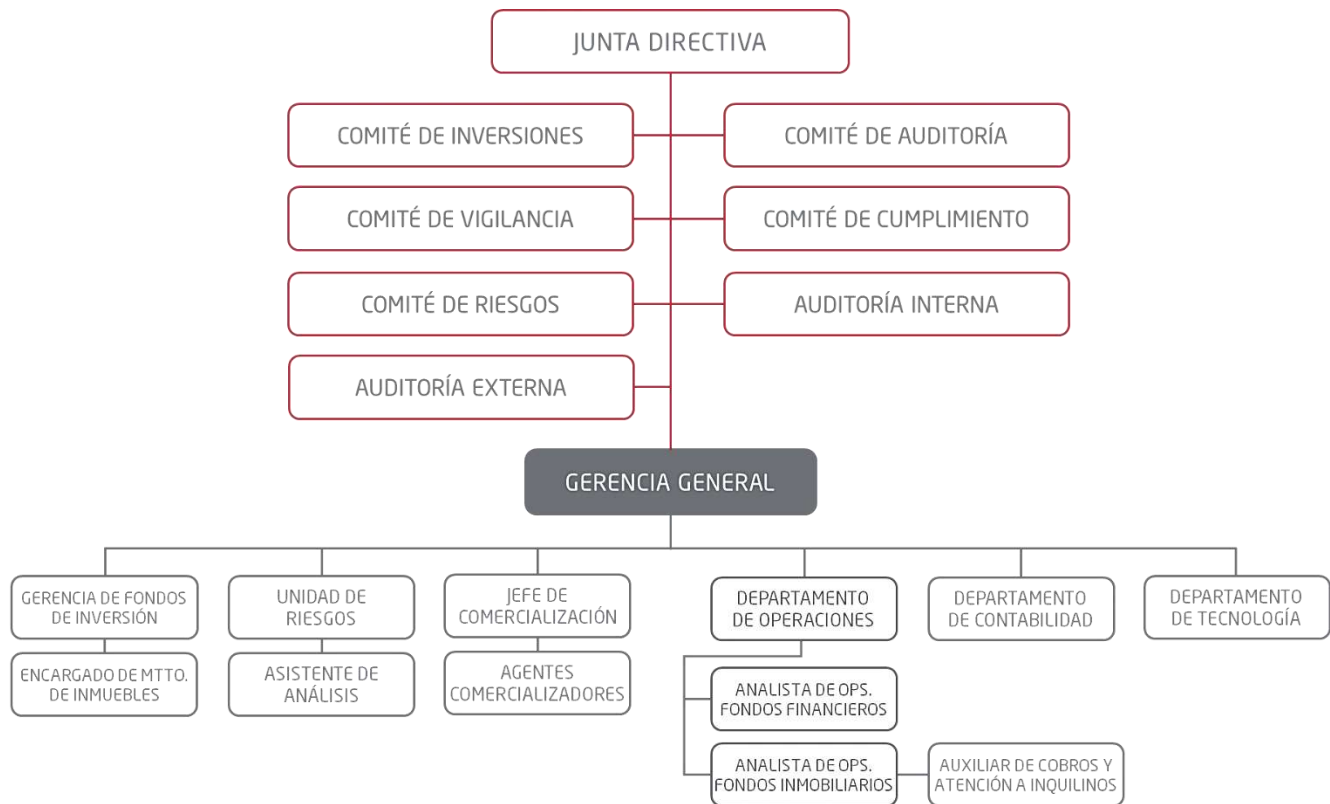 JUNTA DIRECTIVA
COMITÉ DE INVERSIONES
COMITÉ DE AUDITORÍA
COMITÉ DE VIGILANCIA
COMITÉ DE CUMPLIMIENTO
COMITÉ DE RIESGOS
AUDITORÍA INTERNA
AUDITORÍA EXTERNA
GERENCIA GENERAL
GERENCIA DE FONDOS
DE INVERSIÓN
UNIDAD DE
RIESGOS
JEFE DE
COMERCIALIZACIÓN
DEPARTAMENTO
DE OPERACIONES
DEPARTAMENTO
DE CONTABILIDAD
DEPARTAMENTO
DE TECNOLOGÍA
ENCARGADO DE MTTO.
DE INMUEBLES
ASISTENTE DE
ANÁLISIS
AGENTES
COMERCIALIZADORES
ANALISTA DE OPS.
FONDOS FINANCIEROS
ANALISTA DE OPS.
FONDOS INMOBILIARIOS
AUXILIAR DE COBROS Y
ATENCIÓN A INQUILINOS